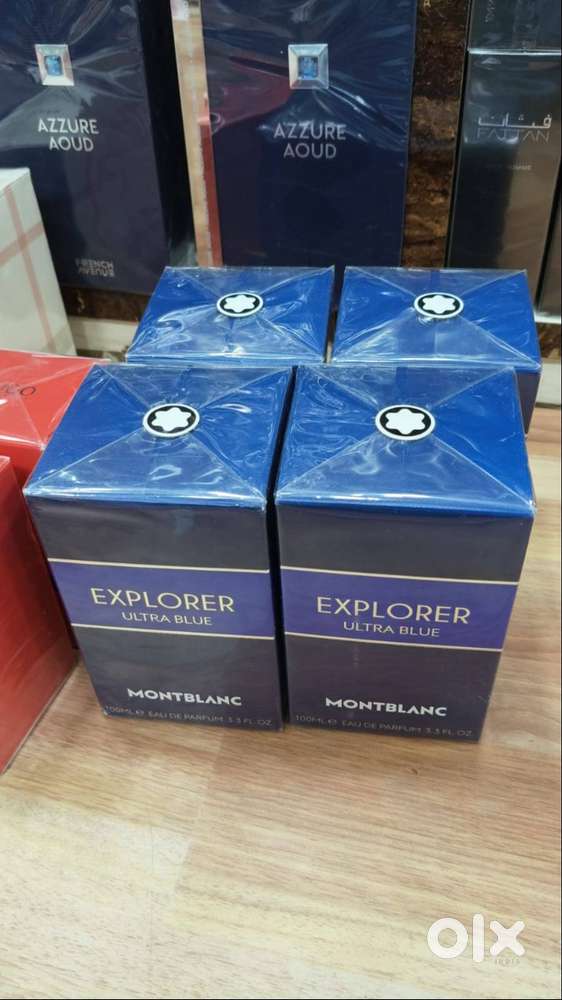 AZZURE
AOUD
FRENCH
AVENUE
AZZURE
AOUD
فتان
FATTAN
EXPLORER
ULTRA BLUE
MONTBLANC
100ML e EAU DE PARFUM 3.3 FL.OZ.
EXPLORER
ULTRA BLUE
MONTBLANC
100ML e EAU DE PARFUM 3.3 FL.OZ.
olx
India